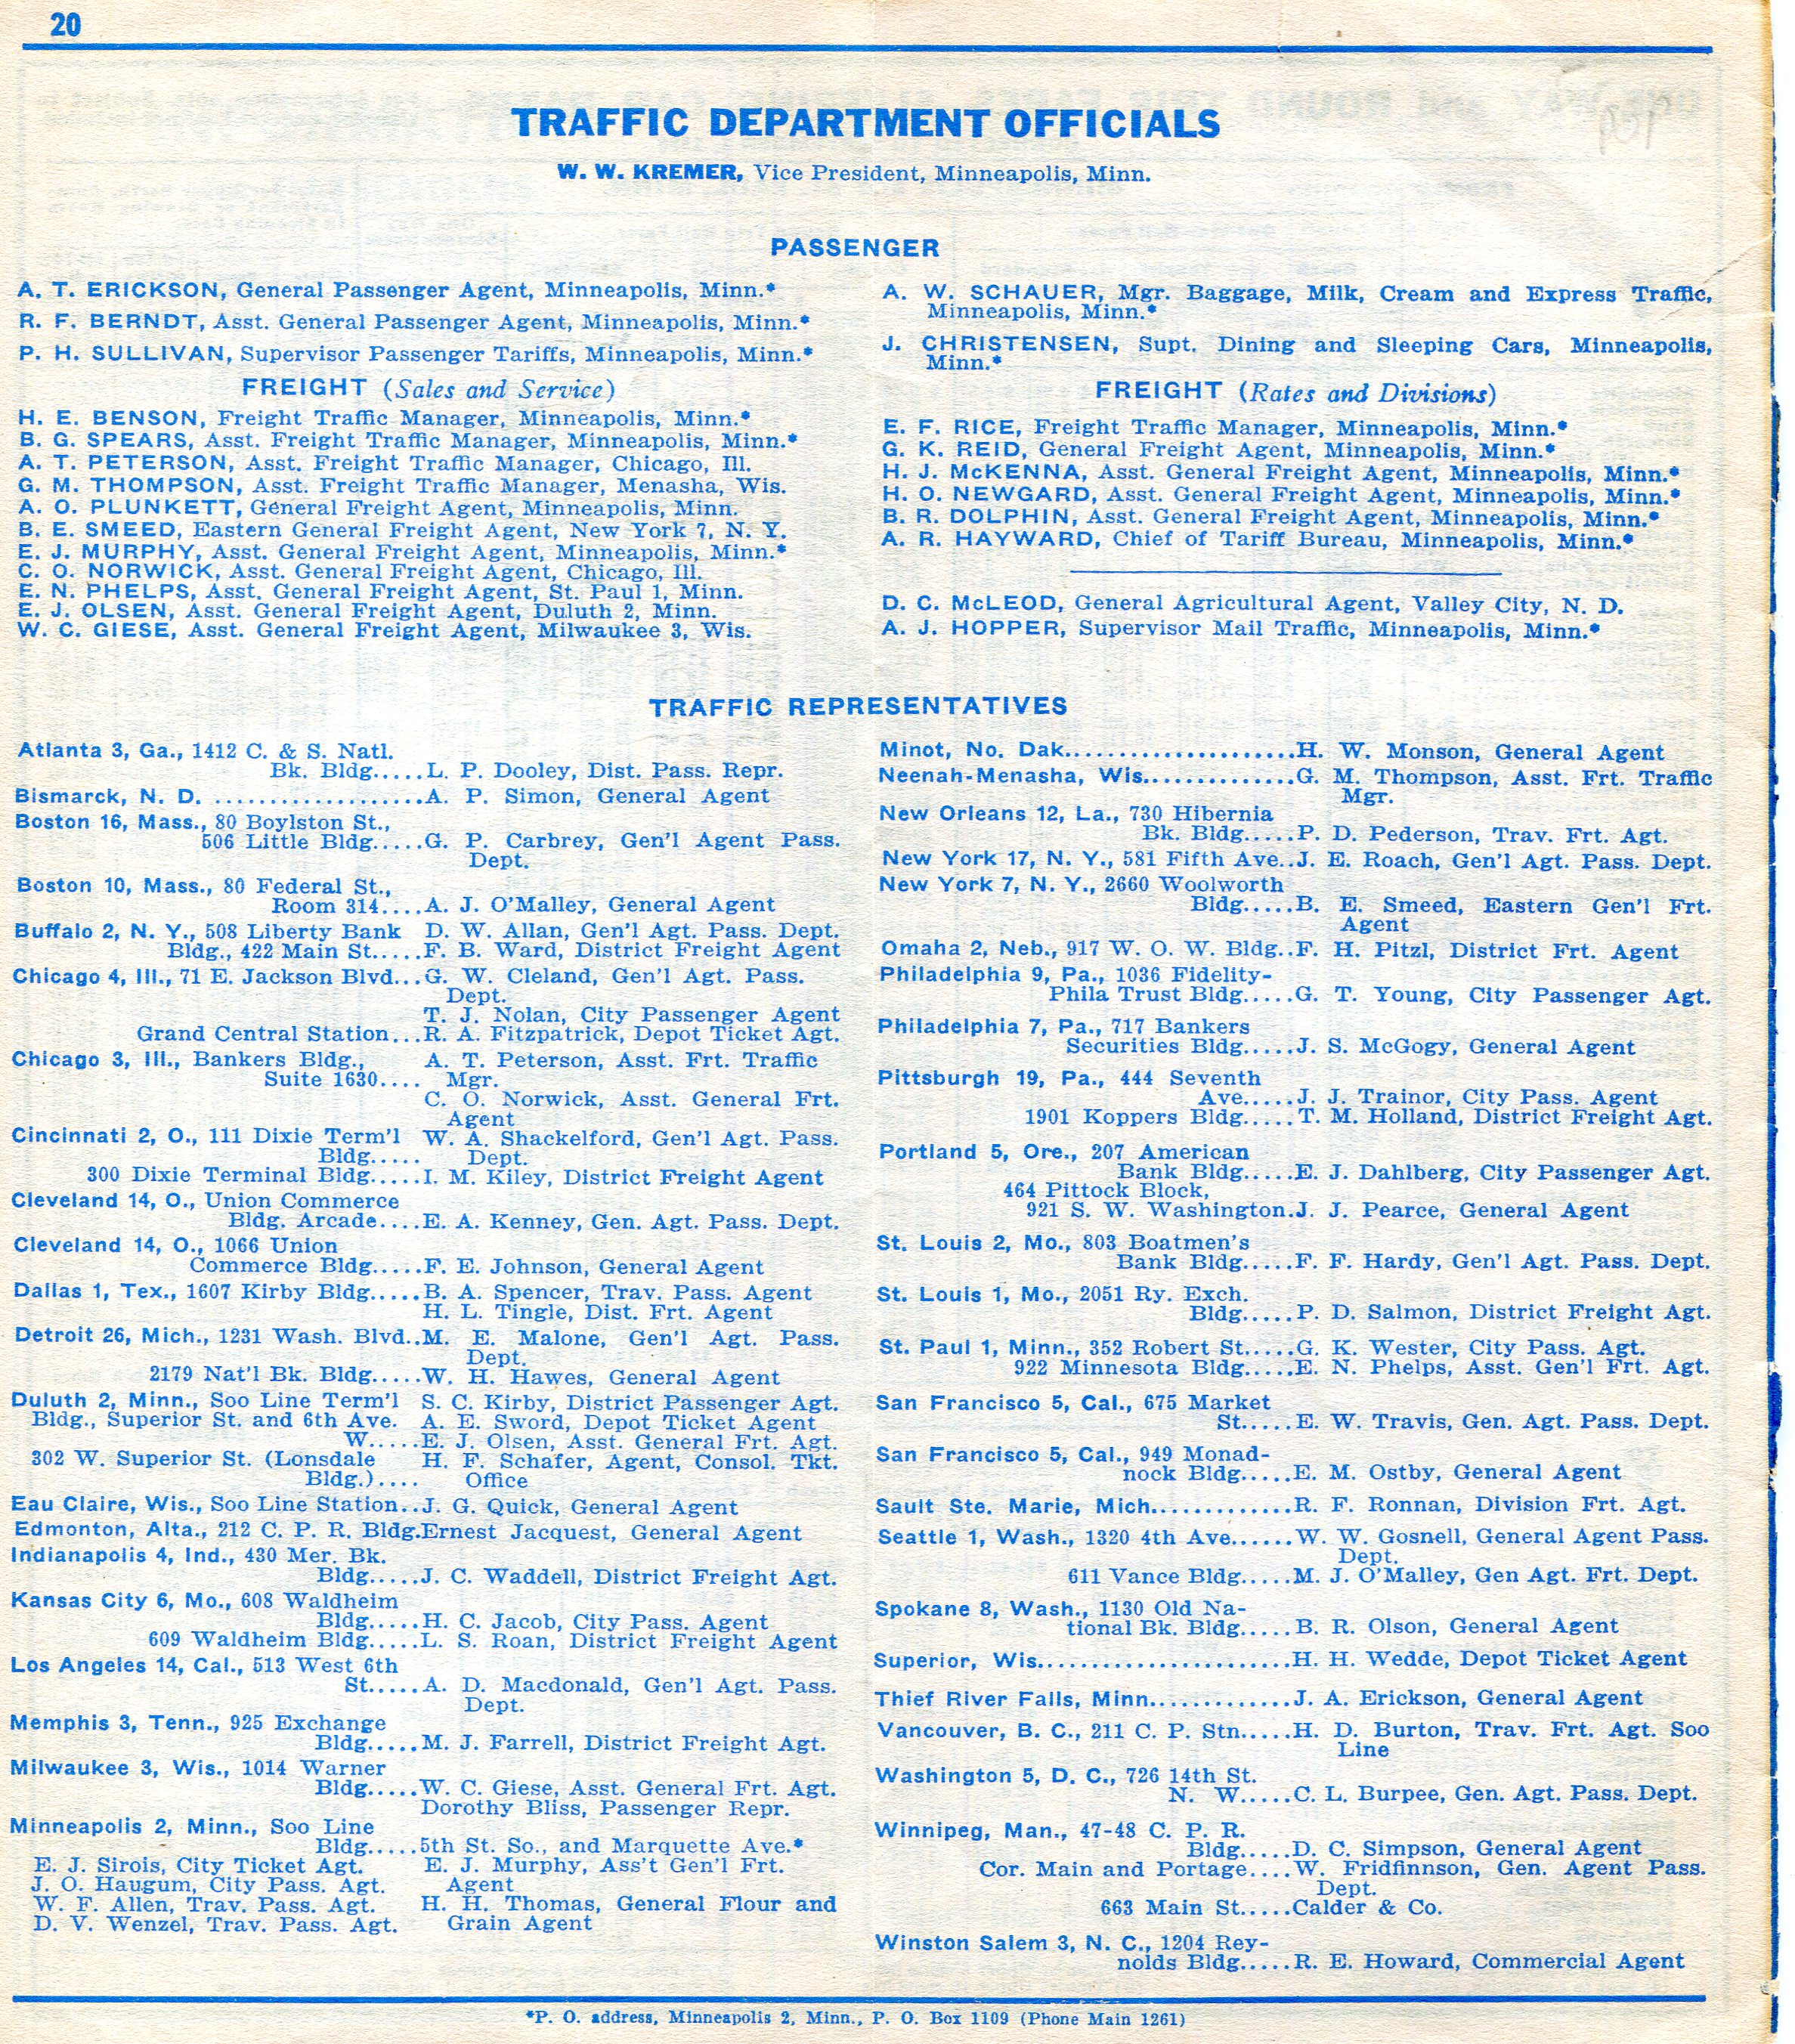 20
TRAFFIC DEPARTMENT OFFICIALS
W. W. KREMER, Vice President, Minneapolis, Minn.
PASSENGER
A. T. ERICKSON, General Passenger Agent, Minneapolis, Minn.*
R. F. BERNDT, Asst. General Passenger Agent, Minneapolis, Minn.*
P. H. SULLIVAN, Supervisor Passenger Tariffs, Minneapolis, Minn.*
A. W. SCHAUER, Mgr. Baggage, Milk, Cream and Express Traffic,
Minneapolis, Minn.*
J. CHRISTENSEN, Supt. Dining and Sleeping Cars, Minneapolis,
Minn.*
FREIGHT (Sales and Service)
H. E. BENSON, Freight Traffic Manager, Minneapolis, Minn.*
B. G. SPEARS, Asst. Freight Traffic Manager, Minneapolis, Minn.*
A. T. PETERSON, Asst. Freight Traffic Manager, Chicago, Ill.
G. M. THOMPSON, Asst. Freight Traffic Manager, Menasha, Wis.
A. O. PLUNKETT, General Freight Agent, Minneapolis, Minn.
B. E. SMEED, Eastern General Freight Agent, New York 7, N. Y.
E. J. MURPHY, Asst. General Freight Agent, Minneapolis, Minn.*
C. O. NORWICK, Asst. General Freight Agent, Chicago, Ill.
E. N. PHELPS, Asst. General Freight Agent, St. Paul 1, Minn.
E. J. OLSEN, Asst. General Freight Agent, Duluth 2, Minn.
W. C. GIESE, Asst. General Freight Agent, Milwaukee 3, Wis.
FREIGHT (Rates and Divisions)
E. F. RICE, Freight Traffic Manager, Minneapolis, Minn.*
G. K. REID, General Freight Agent, Minneapolis, Minn.*
H. J. McKENNA, Asst. General Freight Agent, Minneapolis, Minn.*
H. O. NEWGARD, Asst. General Freight Agent, Minneapolis, Minn.*
B. R. DOLPHIN, Asst. General Freight Agent, Minneapolis, Minn.*
A. R. HAYWARD, Chief of Tariff Bureau, Minneapolis, Minn.*
D. C. McLEOD, General Agricultural Agent, Valley City, N. D.
A. J. HOPPER, Supervisor Mail Traffic, Minneapolis, Minn.*
TRAFFIC REPRESENTATIVES
Atlanta 3, Ga., 1412 C. & S. Natl.
Bk. Bldg.....L. P. Dooley, Dist. Pass. Repr.
Bismarck, N. D. ...................A. P. Simon, General Agent
Boston 16, Mass., 80 Boylston St.,
506 Little Bldg.....G. P. Carbrey, Gen'l Agent Pass.
Dept.
Boston 10, Mass., 80 Federal St.,
Room 314....A. J. O'Malley, General Agent
Buffalo 2, N. Y., 508 Liberty Bank D. W. Allan, Gen'l Agt. Pass. Dept.
Bldg., 422 Main St.....F. B. Ward, District Freight Agent
Chicago 4, Ill., 71 E. Jackson Blvd...G. W. Cleland, Gen'l Agt. Pass.
Dept.
T. J. Nolan, City Passenger Agent
Grand Central Station...R. A. Fitzpatrick, Depot Ticket Agt.
Chicago 3, Ill., Bankers Bldg., A. T. Peterson, Asst. Frt. Traffic
Suite 1630.... Mgr.
C. O. Norwick, Asst. General Frt.
Agent
Cincinnati 2, O., 111 Dixie Term'l W. A. Shackelford, Gen'l Agt. Pass.
Bldg..... Dept.
300 Dixie Terminal Bldg.....I. M. Kiley, District Freight Agent
Cleveland 14, O., Union Commerce
Bldg. Arcade....E. A. Kenney, Gen. Agt. Pass. Dept.
Cleveland 14, O., 1066 Union
Commerce Bldg.....F. E. Johnson, General Agent
Dallas 1, Tex., 1607 Kirby Bldg.....B. A. Spencer, Trav. Pass. Agent
H. L. Tingle, Dist. Frt. Agent
Detroit 26, Mich., 1231 Wash. Blvd..M. E. Malone, Gen'l Agt. Pass.
Dept.
2179 Nat'l Bk. Bldg.....W. H. Hawes, General Agent
Duluth 2, Minn., Soo Line Term'l S. C. Kirby, District Passenger Agt.
Bldg., Superior St. and 6th Ave. A. E. Sword, Depot Ticket Agent
W.....E. J. Olsen, Asst. General Frt. Agt.
302 W. Superior St. (Lonsdale H. F. Schafer, Agent, Consol. Tkt.
Bldg.).... Office
Eau Claire, Wis., Soo Line Station..J. G. Quick, General Agent
Edmonton, Alta., 212 C. P. R. Bldg.Ernest Jacquest, General Agent
Indianapolis 4, Ind., 430 Mer. Bk.
Bldg.....J. C. Waddell, District Freight Agt.
Kansas City 6, Mo., 608 Waldheim
Bldg.....H. C. Jacob, City Pass. Agent
609 Waldheim Bldg.....L. S. Roan, District Freight Agent
Los Angeles 14, Cal., 513 West 6th
St.....A. D. Macdonald, Gen'l Agt. Pass.
Dept.
Memphis 3, Tenn., 925 Exchange
Bldg.....M. J. Farrell, District Freight Agt.
Milwaukee 3, Wis., 1014 Warner
Bldg.....W. C. Giese, Asst. General Frt. Agt.
Dorothy Bliss, Passenger Repr.
Minneapolis 2, Minn., Soo Line
Bldg.....5th St. So., and Marquette Ave.*
E. J. Sirois, City Ticket Agt. E. J. Murphy, Ass't Gen'l Frt.
J. O. Haugum, City Pass. Agt. Agent
W. F. Allen, Trav. Pass. Agt. H. H. Thomas, General Flour and
D. V. Wenzel, Trav. Pass. Agt. Grain Agent
Minot, No. Dak.....................H. W. Monson, General Agent
Neenah-Menasha, Wis..............G. M. Thompson, Asst. Frt. Traffic
Mgr.
New Orleans 12, La., 730 Hibernia
Bk. Bldg.....P. D. Pederson, Trav. Frt. Agt.
New York 17, N. Y., 581 Fifth Ave..J. E. Roach, Gen'l Agt. Pass. Dept.
New York 7, N. Y., 2660 Woolworth
Bldg.....B. E. Smeed, Eastern Gen'l Frt.
Agent
Omaha 2, Neb., 917 W. O. W. Bldg..F. H. Pitzl, District Frt. Agent
Philadelphia 9, Pa., 1036 Fidelity-
Phila Trust Bldg.....G. T. Young, City Passenger Agt.
Philadelphia 7, Pa., 717 Bankers
Securities Bldg.....J. S. McGogy, General Agent
Pittsburgh 19, Pa., 444 Seventh
Ave.....J. J. Trainor, City Pass. Agent
1901 Koppers Bldg.....T. M. Holland, District Freight Agt.
Portland 5, Ore., 207 American
Bank Bldg.....E. J. Dahlberg, City Passenger Agt.
464 Pittock Block,
921 S. W. Washington.J. J. Pearce, General Agent
St. Louis 2, Mo., 803 Boatmen's
Bank Bldg.....F. F. Hardy, Gen'l Agt. Pass. Dept.
St. Louis 1, Mo., 2051 Ry. Exch.
Bldg.....P. D. Salmon, District Freight Agt.
St. Paul 1, Minn., 352 Robert St.....G. K. Wester, City Pass. Agt.
922 Minnesota Bldg.....E. N. Phelps, Asst. Gen'l Frt. Agt.
San Francisco 5, Cal., 675 Market
St.....E. W. Travis, Gen. Agt. Pass. Dept.
San Francisco 5, Cal., 949 Monad-
nock Bldg.....E. M. Ostby, General Agent
Sault Ste. Marie, Mich.............R. F. Ronnan, Division Frt. Agt.
Seattle 1, Wash., 1320 4th Ave......W. W. Gosnell, General Agent Pass.
Dept.
611 Vance Bldg.....M. J. O'Malley, Gen Agt. Frt. Dept.
Spokane 8, Wash., 1130 Old Na-
tional Bk. Bldg.....B. R. Olson, General Agent
Superior, Wis.......................H. H. Wedde, Depot Ticket Agent
Thief River Falls, Minn.............J. A. Erickson, General Agent
Vancouver, B. C., 211 C. P. Stn.....H. D. Burton, Trav. Frt. Agt. Soo
Line
Washington 5, D. C., 726 14th St.
N. W.....C. L. Burpee, Gen. Agt. Pass. Dept.
Winnipeg, Man., 47-48 C. P. R.
Bldg.....D. C. Simpson, General Agent
Cor. Main and Portage....W. Fridfinnson, Gen. Agent Pass.
Dept.
663 Main St.....Calder & Co.
Winston Salem 3, N. C., 1204 Rey-
nolds Bldg.....R. E. Howard, Commercial Agent
*P. O. address, Minneapolis 2, Minn., P. O. Box 1109 (Phone Main 1261)